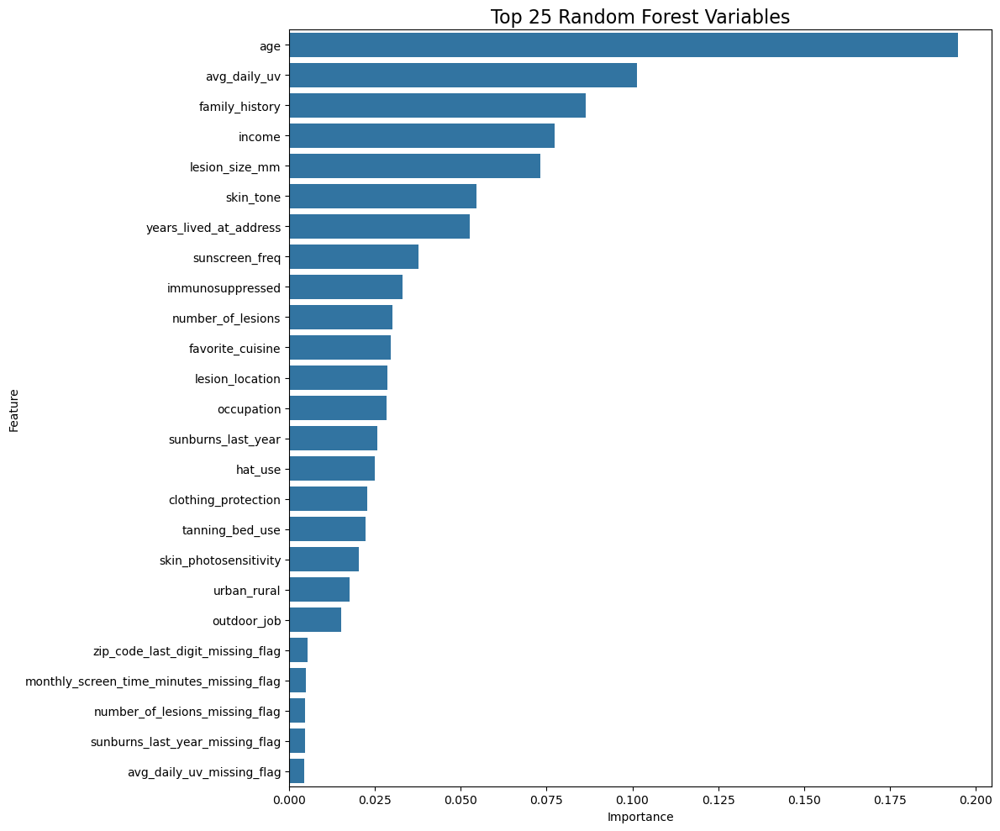 Top 25 Random Forest Variables
age
avg_daily_uv
family_history
income
lesion_size_mm
skin_tone
years_lived_at_address
sunscreen_freq
immunosuppressed
number_of_lesions
favorite_cuisine
lesion_location
occupation
sunburns_last_year
hat_use
clothing_protection
tanning_bed_use
skin_photosensitivity
urban_rural
outdoor_job
zip_code_last_digit_missing_flag
monthly_screen_time_minutes_missing_flag
number_of_lesions_missing_flag
sunburns_last_year_missing_flag
avg_daily_uv_missing_flag
Feature
0.000 0.025 0.050 0.075 0.100 0.125 0.150 0.175 0.200
Importance